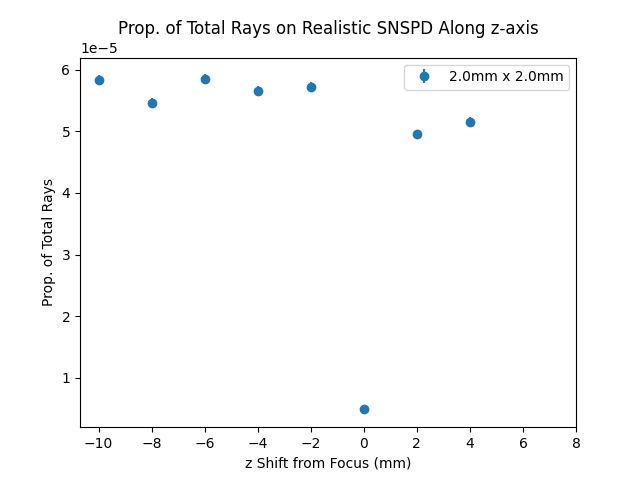 Prop. of Total Rays on Realistic SNSPD Along z-axis
1e−5
2.0mm x 2.0mm
6
5
4
3
2
1
Prop. of Total Rays
−10 −8 −6 −4 −2 0 2 4 6 8
z Shift from Focus (mm)